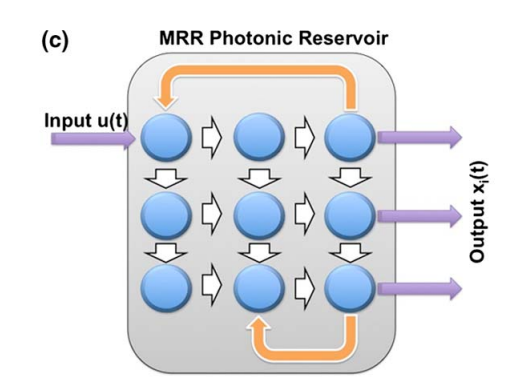 (c)
MRR Photonic Reservoir
Input u(t)
Output xᵢ(t)